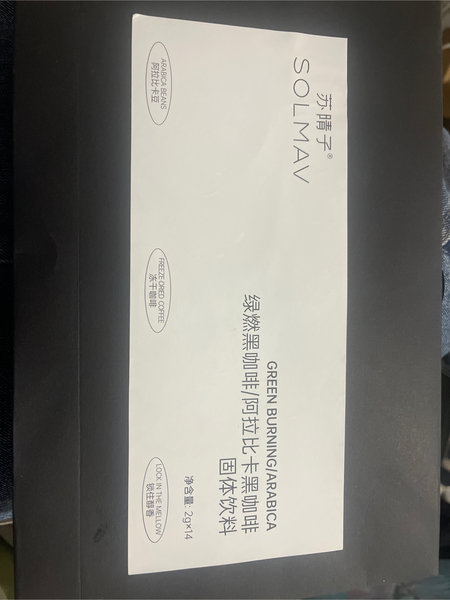 苏晴子®
SOLMAV
GREEN BURNING/ARABICA
绿燃黑咖啡/阿拉比卡黑咖啡
固体饮料
净含量: 2g×14
ARABICA BEANS
阿拉比卡豆
FREEZE-DRIED COFFEE
冻干咖啡
LOCK IN THE MELLOW
锁住醇香